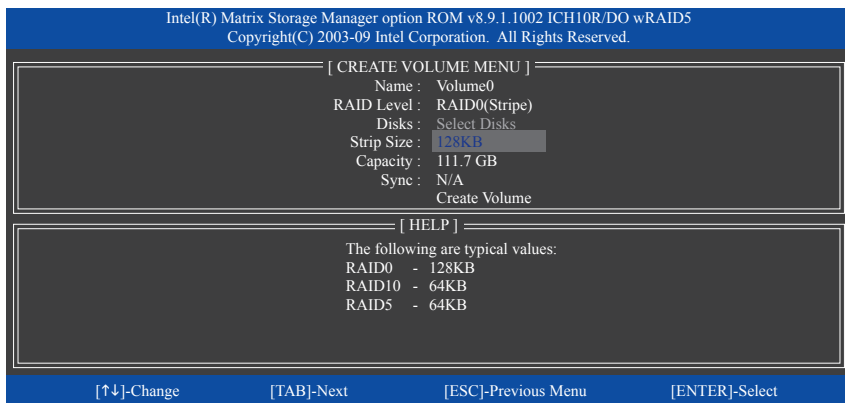 Intel(R) Matrix Storage Manager option ROM v8.9.1.1002 ICH10R/DO wRAID5
Copyright(C) 2003-09 Intel Corporation. All Rights Reserved.
[ CREATE VOLUME MENU ]
Name : Volume0
RAID Level : RAID0(Stripe)
Disks : Select Disks
Strip Size : 128KB
Capacity : 111.7 GB
Sync : N/A
Create Volume
[ HELP ]
The following are typical values:
RAID0 - 128KB
RAID10 - 64KB
RAID5 - 64KB
[↑↓]-Change [TAB]-Next [ESC]-Previous Menu [ENTER]-Select